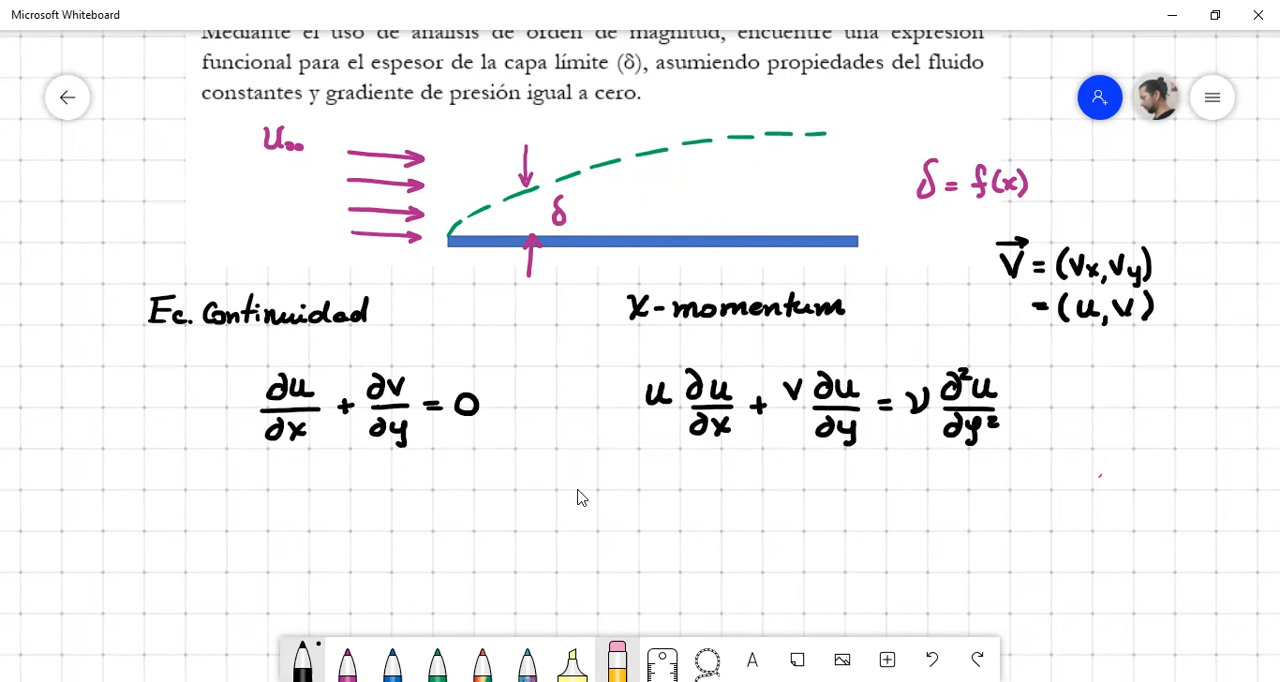 Microsoft Whiteboard
Mediante el uso de análisis de orden de magnitud, encuentre una expresión
funcional para el espesor de la capa límite (δ), asumiendo propiedades del fluido
constantes y gradiente de presión igual a cero.
u∞
δ
δ = f(x)
V⃗ = (Vx, Vy)
= (u, v)
Ec. Continuidad
X-momentum
∂u/∂x + ∂v/∂y = 0
u ∂u/∂x + v ∂u/∂y = ν ∂²u/∂y²
A